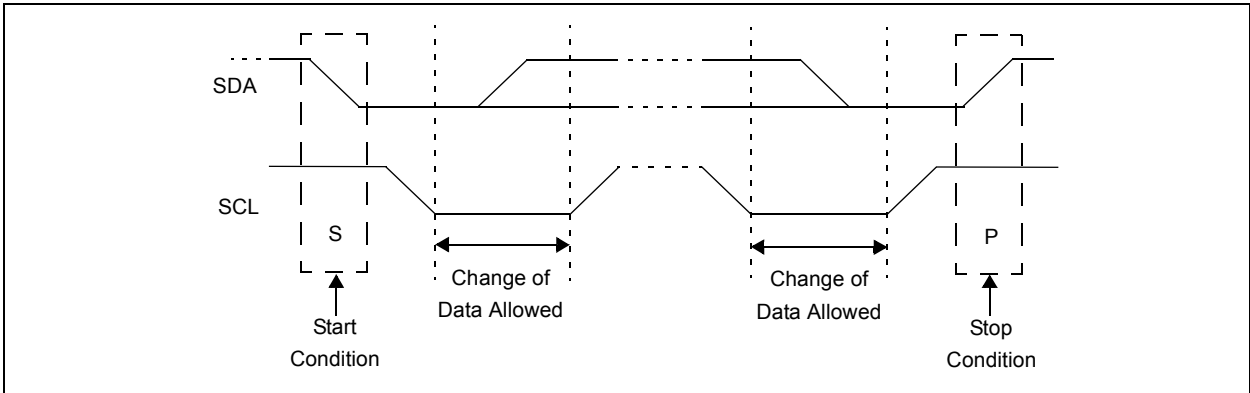 SDA
SCL
S
P
Change of
Data Allowed
Change of
Data Allowed
Start
Condition
Stop
Condition